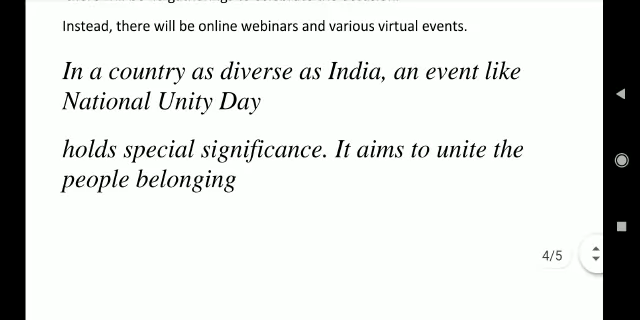 Instead, there will be online webinars and various virtual events.
In a country as diverse as India, an event like
National Unity Day
holds special significance. It aims to unite the
people belonging
4/5